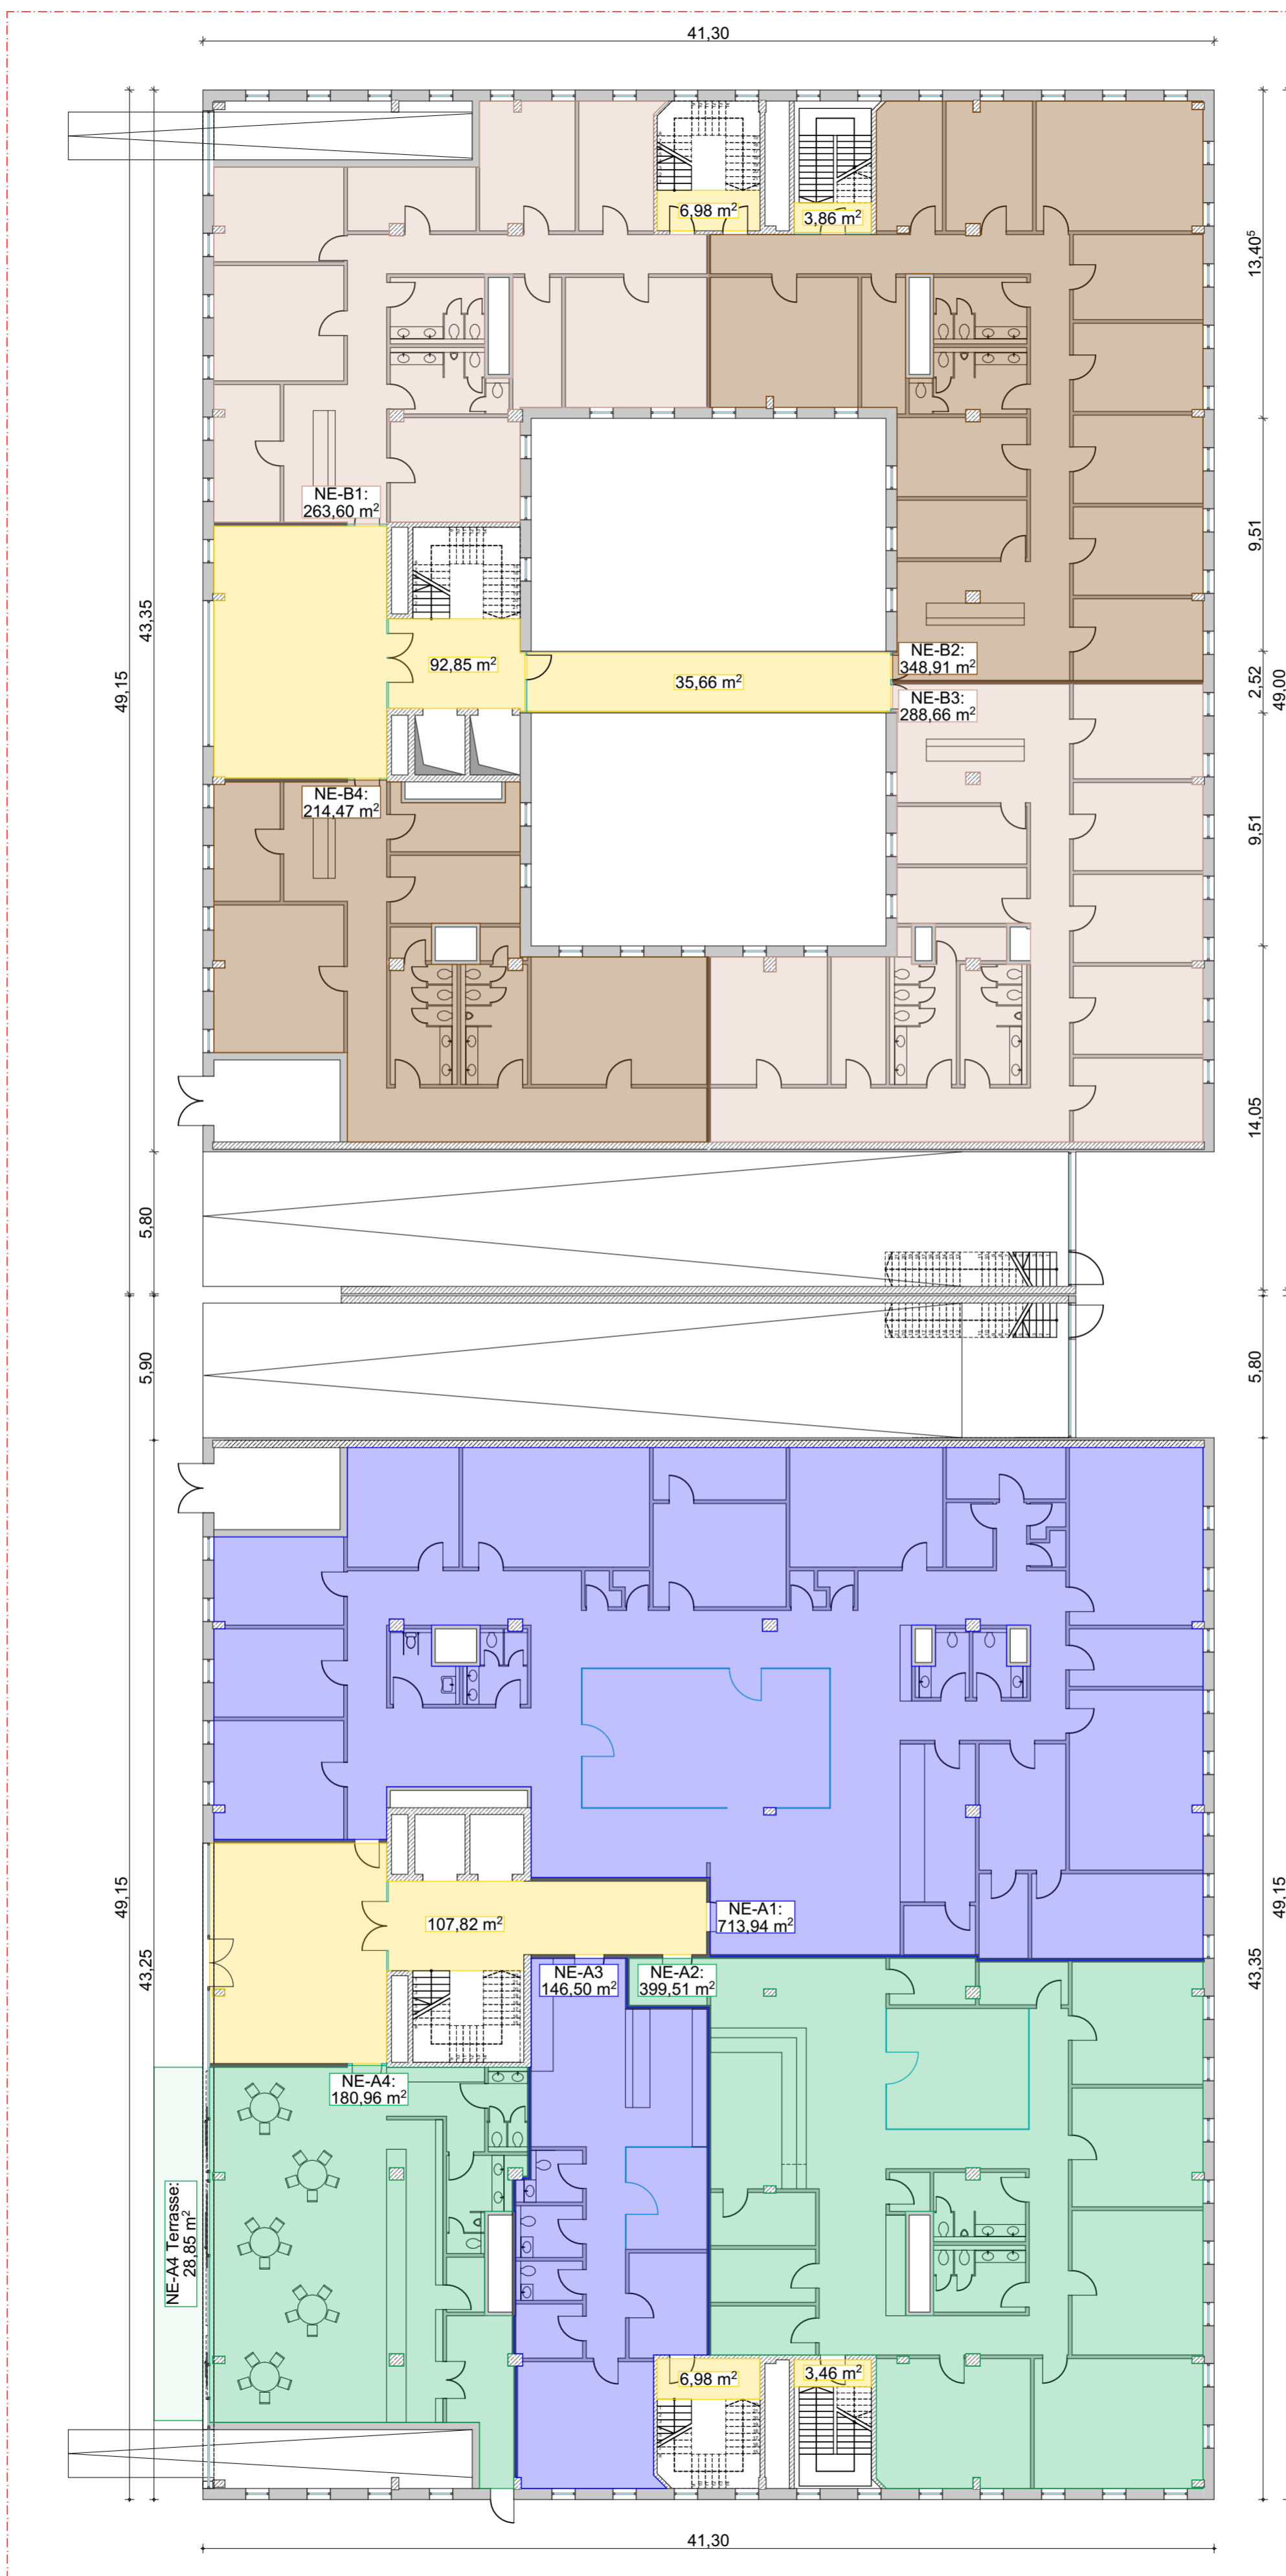 41,30
6,98 m²
3,86 m²
13,40⁵
NE-B1:
263,60 m²
9,51
43,35
49,15
92,85 m²
35,66 m²
NE-B2:
348,91 m²
2,52
49,00
NE-B3:
288,66 m²
NE-B4:
214,47 m²
9,51
14,05
5,80
5,90
5,80
49,15
43,25
107,82 m²
NE-A1:
713,94 m²
49,15
43,35
NE-A3
146,50 m²
NE-A2:
399,51 m²
NE-A4:
180,96 m²
NE-A4 Terrasse:
28,85 m²
6,98 m²
3,46 m²
41,30